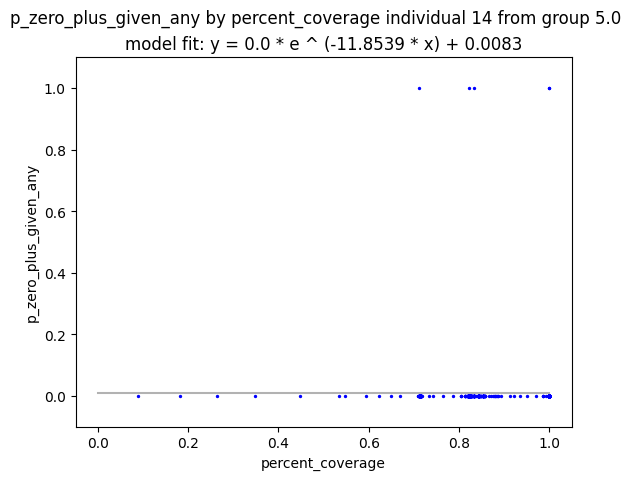 p_zero_plus_given_any by percent_coverage individual 14 from group 5.0
model fit: y = 0.0 * e ^ (-11.8539 * x) + 0.0083
1.0
0.8
0.6
0.4
0.2
0.0
p_zero_plus_given_any
0.0 0.2 0.4 0.6 0.8 1.0
percent_coverage